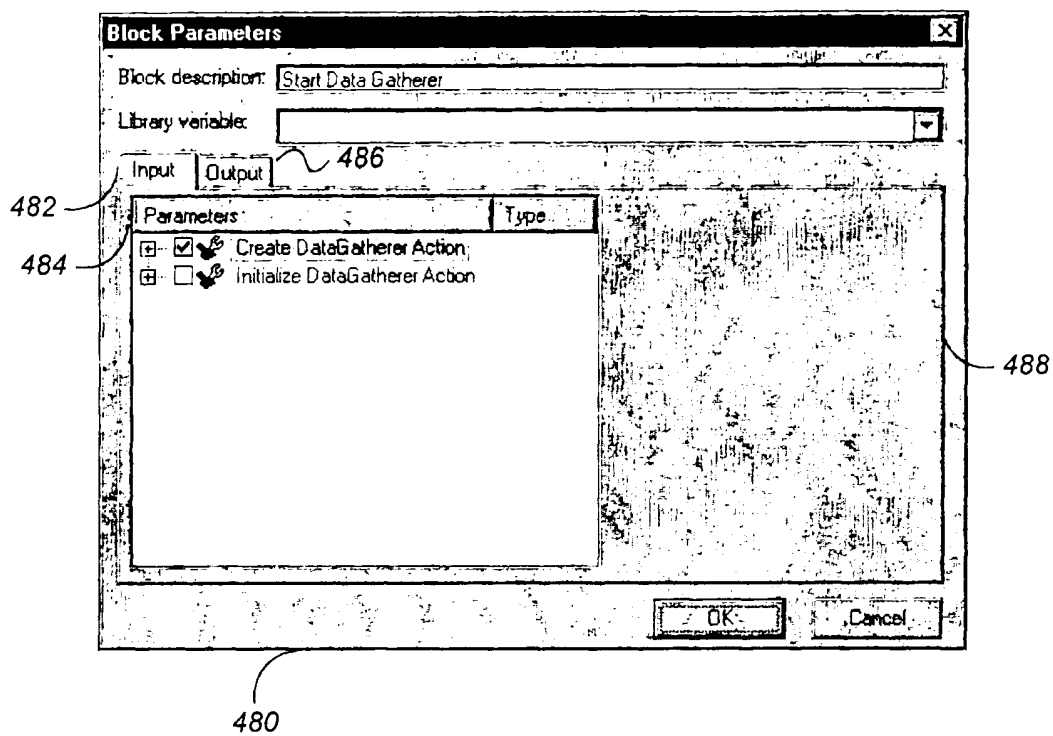 Block Parameters
Block description: Start Data Gatherer
Library variable:
486
Input Output
482
Parameters Type
484
Create DataGatherer Action
Initialize DataGatherer Action
488
OK Cancel
480